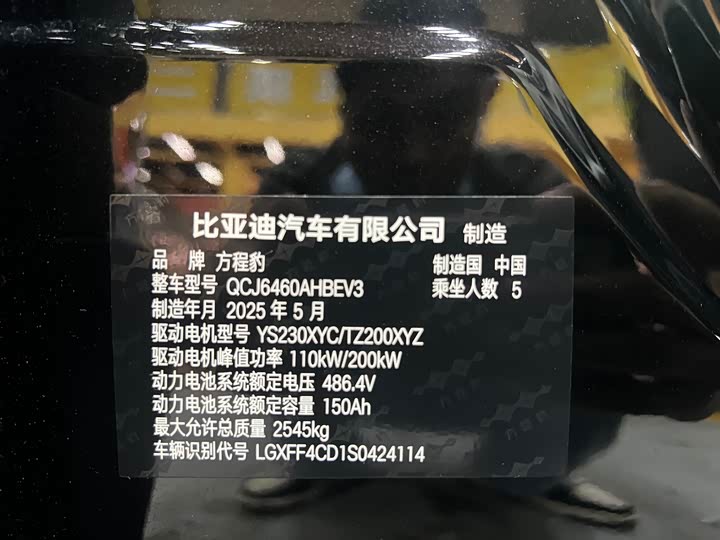 比亚迪汽车有限公司 制造
品 牌 方程豹 制造国 中国
整车型号 QCJ6460AHBEV3 乘坐人数 5
制造年月 2025 年 5 月
驱动电机型号 YS230XYC/TZ200XYZ
驱动电机峰值功率 110kW/200kW
动力电池系统额定电压 486.4V
动力电池系统额定容量 150Ah
最大允许总质量 2545kg
车辆识别代号 LGXFF4CD1S0424114